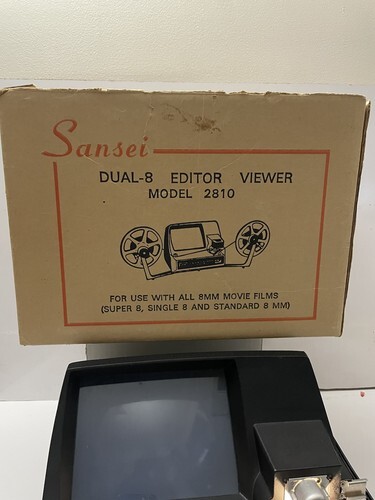 Sansei
DUAL-8 EDITOR VIEWER
MODEL 2810
FOR USE WITH ALL 8MM MOVIE FILMS
(SUPER 8, SINGLE 8 AND STANDARD 8 MM)